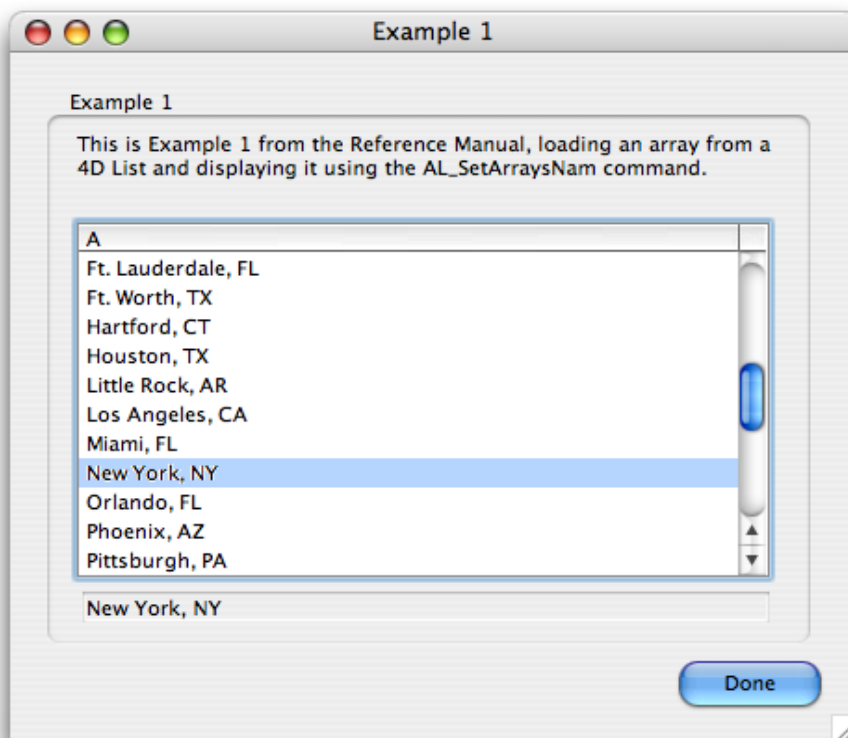 Example 1
Example 1
This is Example 1 from the Reference Manual, loading an array from a
4D List and displaying it using the AL_SetArraysNam command.
A
Ft. Lauderdale, FL
Ft. Worth, TX
Hartford, CT
Houston, TX
Little Rock, AR
Los Angeles, CA
Miami, FL
New York, NY
Orlando, FL
Phoenix, AZ
Pittsburgh, PA
New York, NY
Done